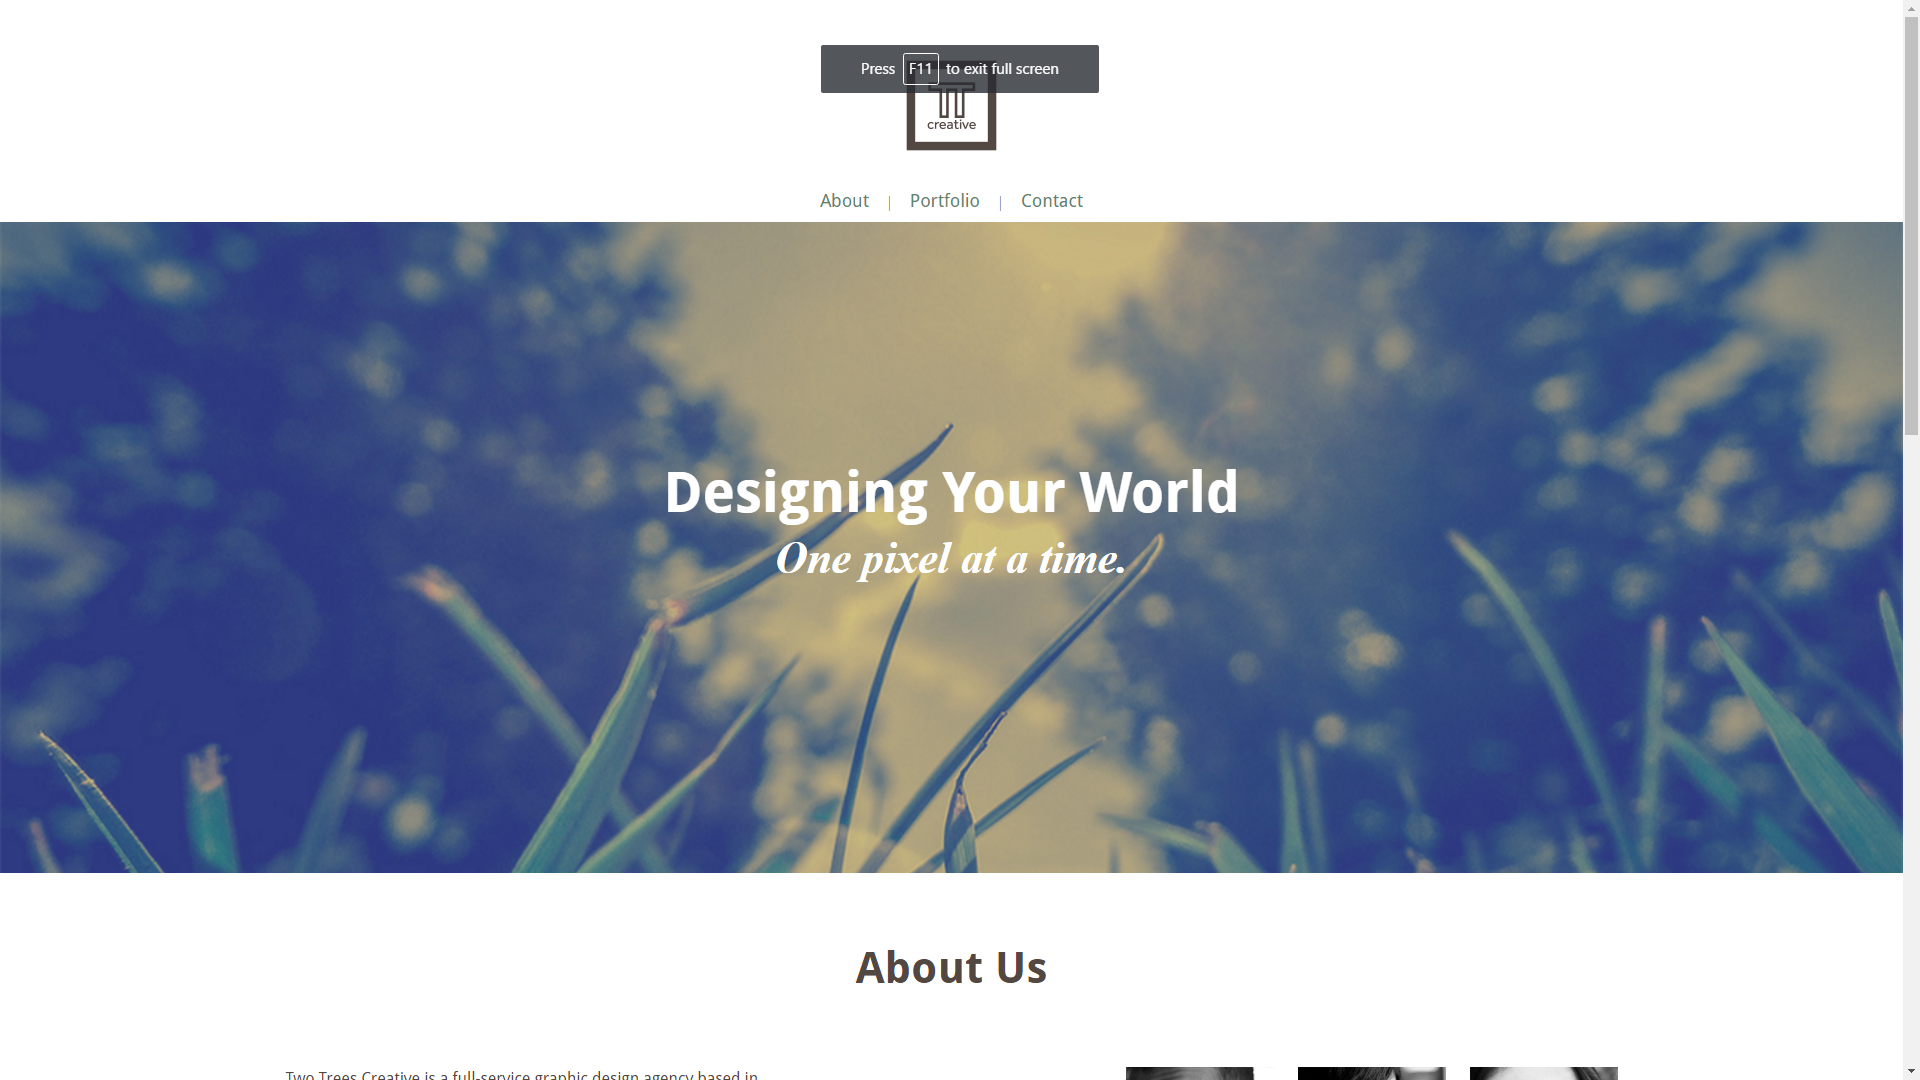 Press F11 to exit full screen
TT
creative
About | Portfolio | Contact
Designing Your World
One pixel at a time.
About Us
Two Trees Creative is a full-service graphic design agency based in